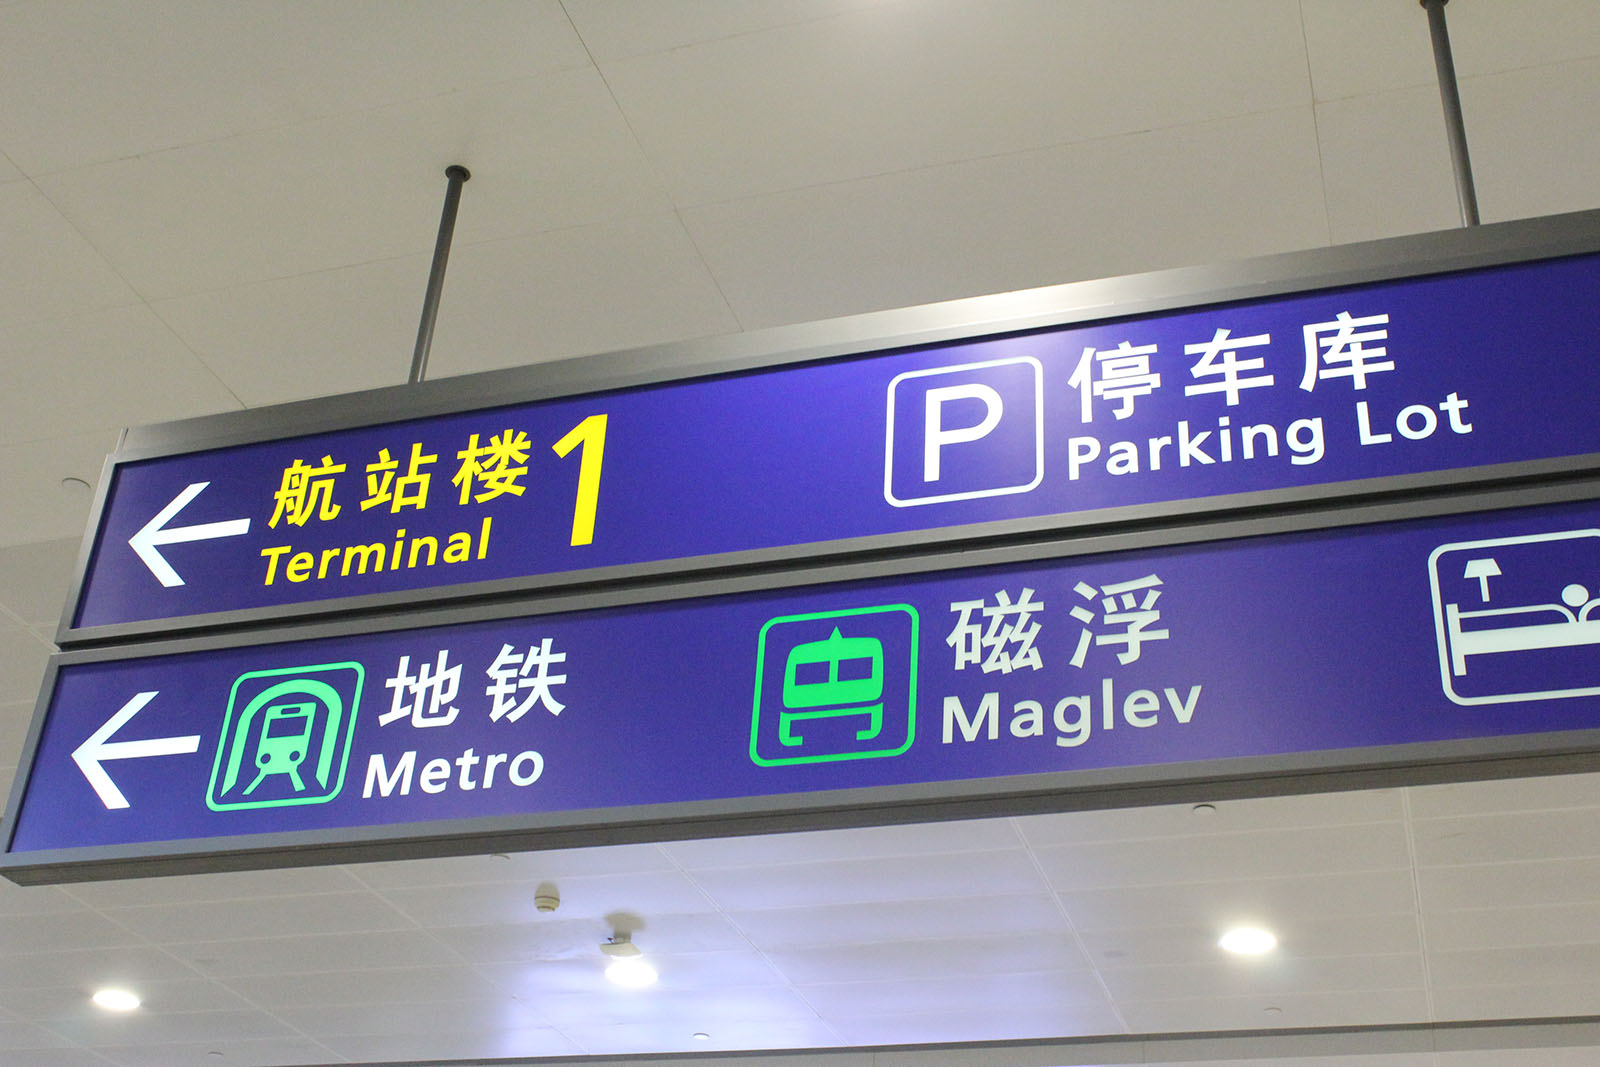 航站楼 1
Terminal
P 停车库
Parking Lot
地铁
Metro
磁浮
Maglev